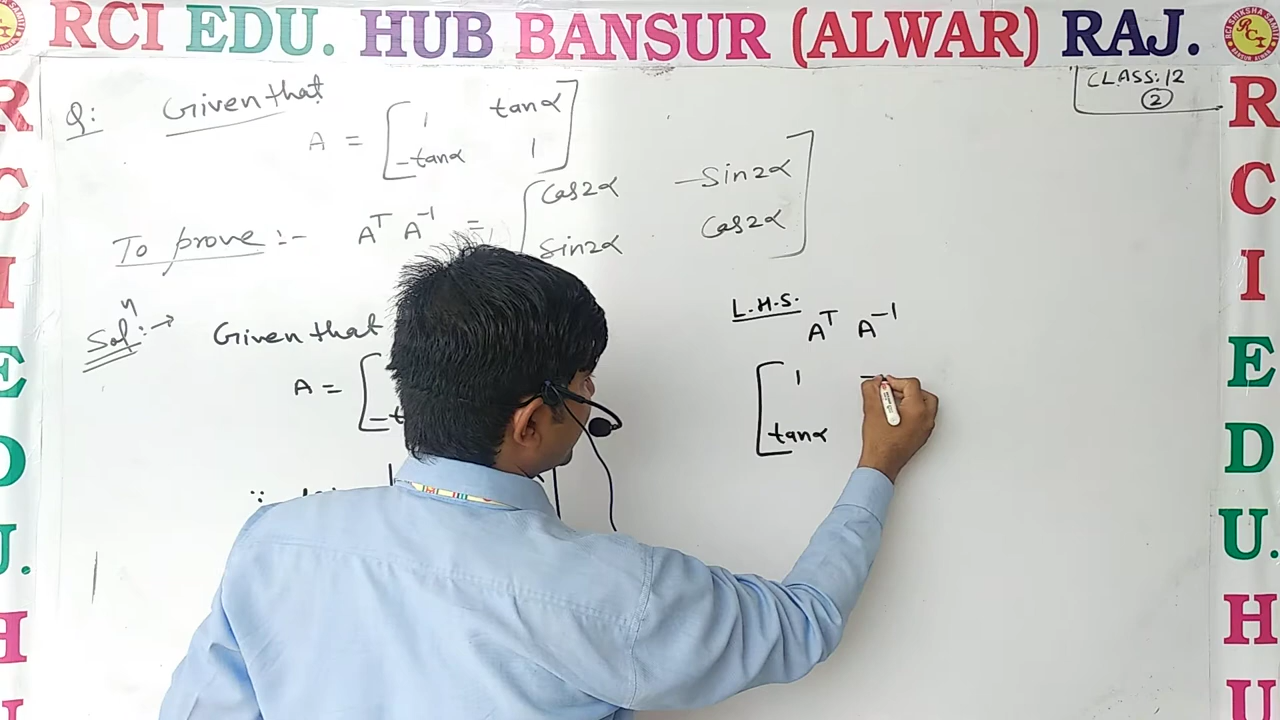 RCI EDU. HUB BANSUR (ALWAR) RAJ.
CLASS: 12
2
Q: Given that
A = [ 1 tanα
-tanα 1 ]
To prove :- Aᵀ A⁻¹ = [ Cos2α -Sin2α
Sin2α Cos2α ]
Solⁿ :→ Given that
A = [
L.H.S.
Aᵀ A⁻¹
[ 1 -
tanα
R
C
I
E
D
U.
H
R
C
I
E
D
U.
H
U